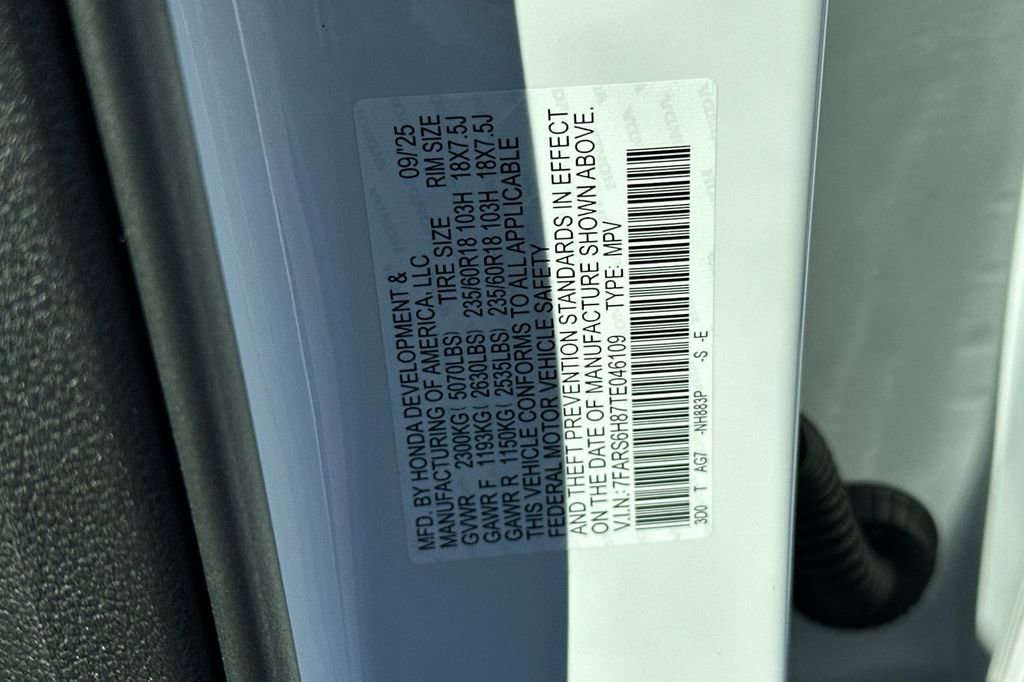 MFD. BY HONDA DEVELOPMENT &
MANUFACTURING OF AMERICA, LLC 09/'25
TIRE SIZE RIM SIZE
GVWR 2300KG( 5070LBS)
GAWR F 1193KG( 2630LBS) 235/60R18 103H 18X7.5J
GAWR R 1150KG( 2535LBS) 235/60R18 103H 18X7.5J
THIS VEHICLE CONFORMS TO ALL APPLICABLE
FEDERAL MOTOR VEHICLE SAFETY
AND THEFT PREVENTION STANDARDS IN EFFECT
ON THE DATE OF MANUFACTURE SHOWN ABOVE.
V.I.N.: 7FARS6H87TE046109 TYPE: MPV
3D0 T AG7 -NH883P -S -E